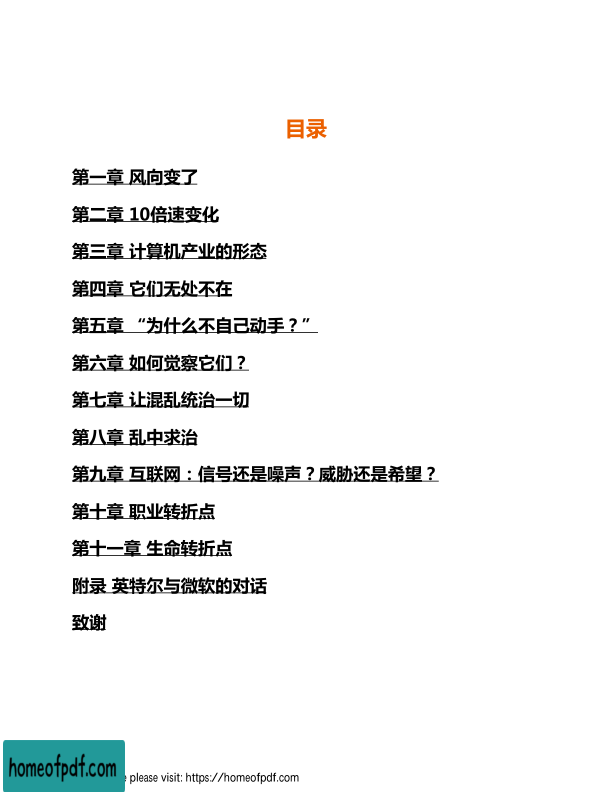 目录
第一章 风向变了
第二章 10倍速变化
第三章 计算机产业的形态
第四章 它们无处不在
第五章 “为什么不自己动手？”
第六章 如何觉察它们？
第七章 让混乱统治一切
第八章 乱中求治
第九章 互联网：信号还是噪声？威胁还是希望？
第十章 职业转折点
第十一章 生命转折点
附录 英特尔与微软的对话
致谢
homeofpdf.com
e please visit: https://homeofpdf.com